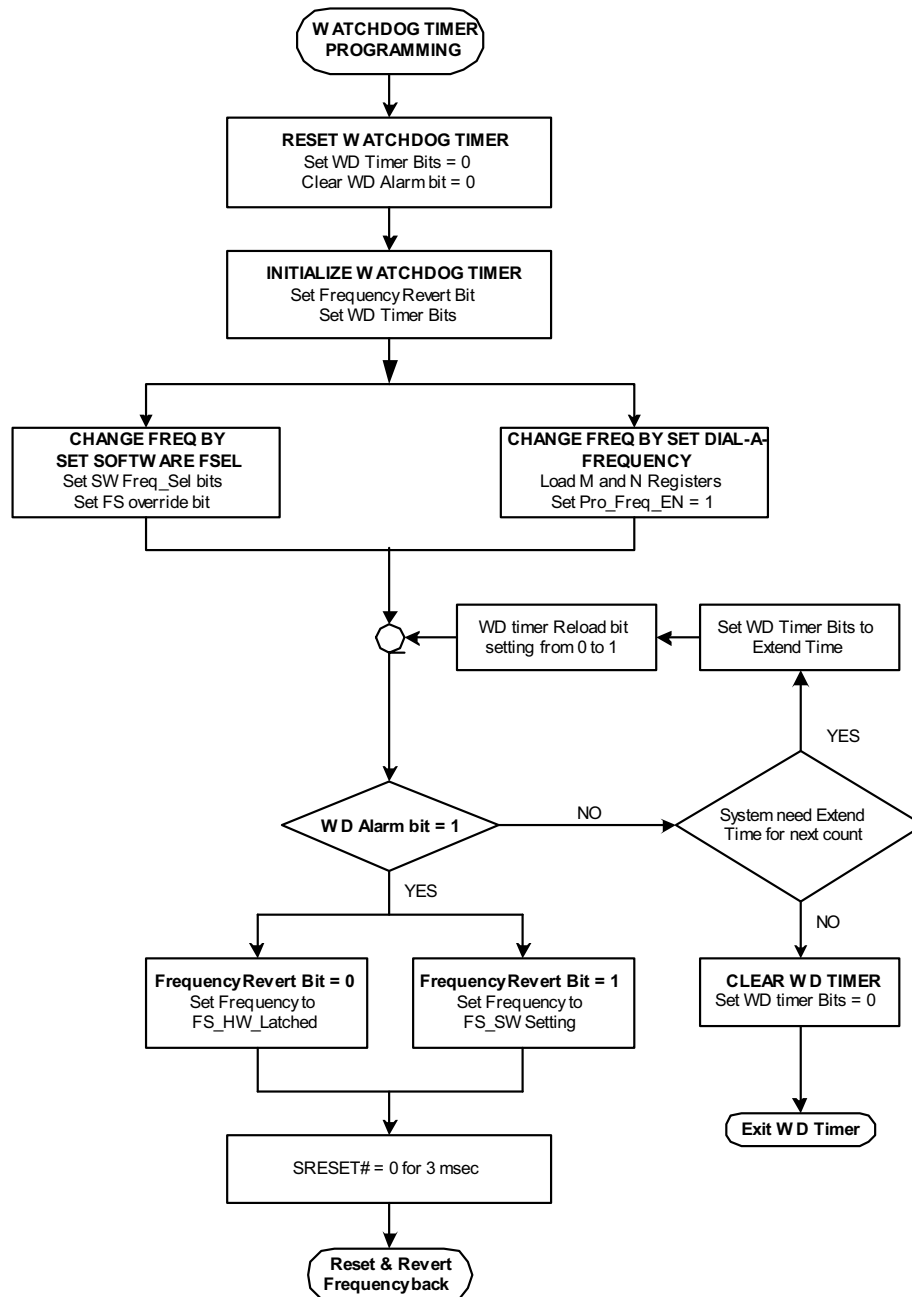 WATCHDOG TIMER
PROGRAMMING
RESET WATCHDOG TIMER
Set WD Timer Bits = 0
Clear WD Alarm bit = 0
INITIALIZE WATCHDOG TIMER
Set Frequency Revert Bit
Set WD Timer Bits
CHANGE FREQ BY
SET SOFTWARE FSEL
Set SW Freq_Sel bits
Set FS override bit
CHANGE FREQ BY SET DIAL-A-
FREQUENCY
Load M and N Registers
Set Pro_Freq_EN = 1
WD timer Reload bit
setting from 0 to 1
Set WD Timer Bits to
Extend Time
YES
WD Alarm bit = 1
NO
System need Extend
Time for next count
YES
NO
Frequency Revert Bit = 0
Set Frequency to
FS_HW_Latched
Frequency Revert Bit = 1
Set Frequency to
FS_SW Setting
CLEAR WD TIMER
Set WD timer Bits = 0
Exit WD Timer
SRESET# = 0 for 3 msec
Reset & Revert
Frequency back